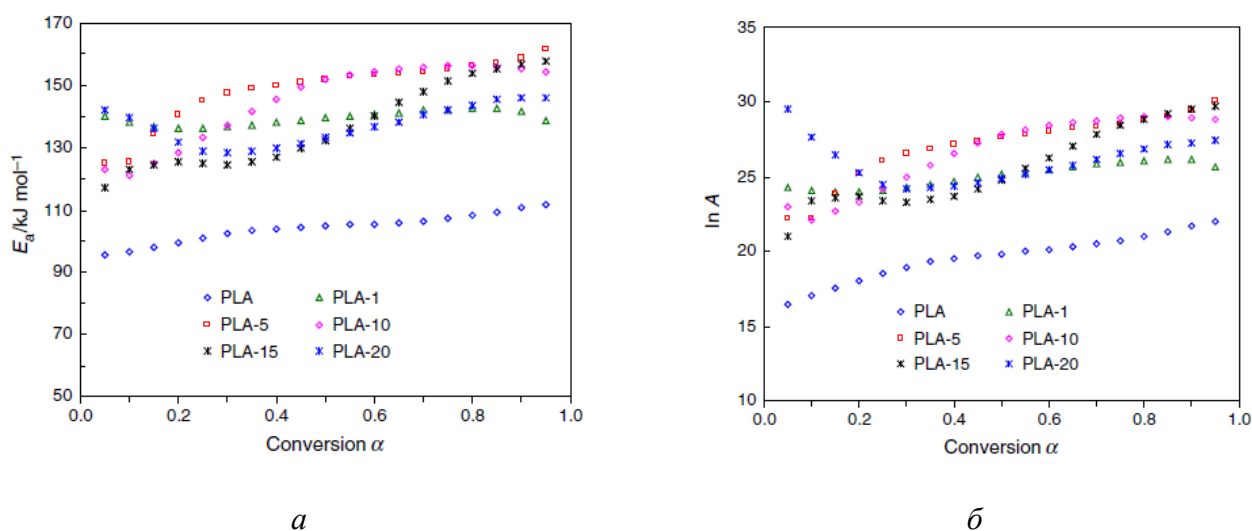 170
150
130
110
90
70
50
Eₐ/kJ mol⁻¹
PLA PLA-1
PLA-5 PLA-10
PLA-15 PLA-20
0.0 0.2 0.4 0.6 0.8 1.0
Conversion α
а
35
30
25
20
15
10
ln A
PLA PLA-1
PLA-5 PLA-10
PLA-15 PLA-20
0.0 0.2 0.4 0.6 0.8 1.0
Conversion α
б